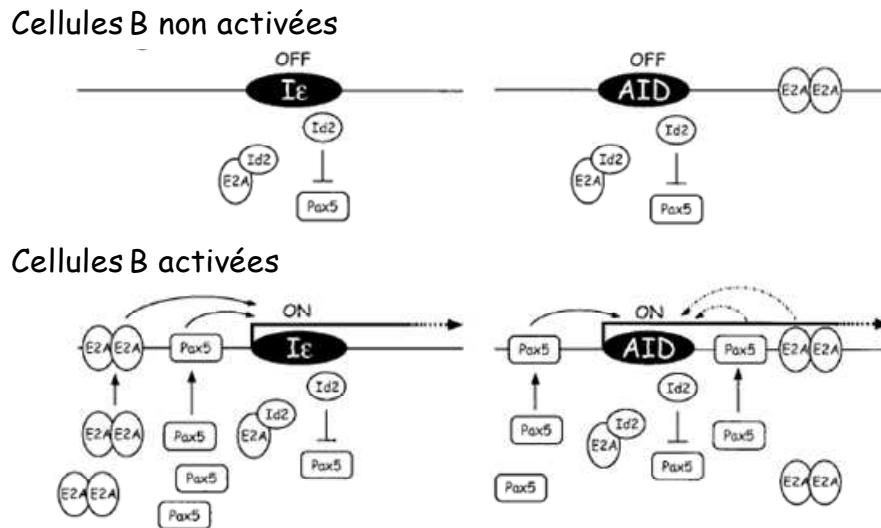 Cellules B non activées
OFF
Iε
Id2
Id2
E2A
Pax5
OFF
AID
E2A E2A
Id2
Id2
E2A
Pax5
Cellules B activées
ON
E2A E2A
Pax5
Iε
Id2
E2A E2A
Pax5
Id2
E2A
Pax5
Pax5
E2A E2A
Pax5
ON
Pax5
AID
Pax5
E2A E2A
Id2
Pax5
Id2
E2A
Pax5
Pax5
Pax5
E2A E2A